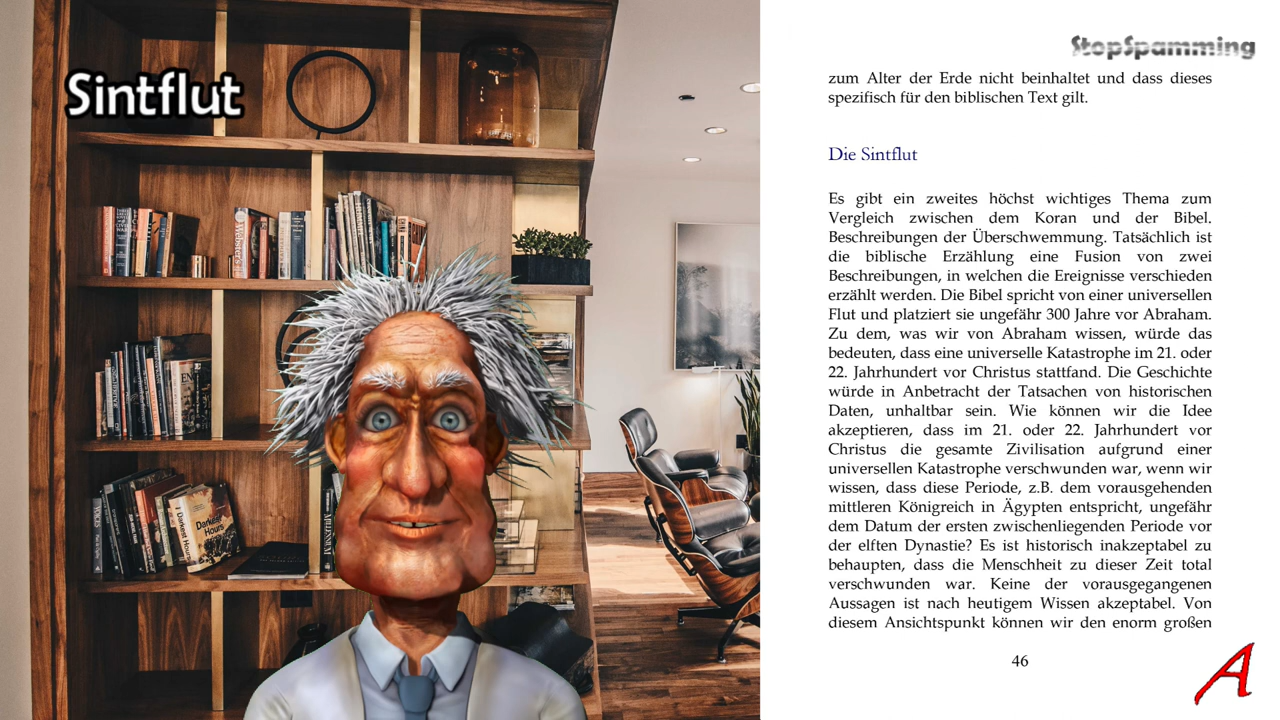 Sintflut
StopSpamming
zum Alter der Erde nicht beinhaltet und dass dieses
spezifisch für den biblischen Text gilt.
Die Sintflut
Es gibt ein zweites höchst wichtiges Thema zum
Vergleich zwischen dem Koran und der Bibel.
Beschreibungen der Überschwemmung. Tatsächlich ist
die biblische Erzählung eine Fusion von zwei
Beschreibungen, in welchen die Ereignisse verschieden
erzählt werden. Die Bibel spricht von einer universellen
Flut und platziert sie ungefähr 300 Jahre vor Abraham.
Zu dem, was wir von Abraham wissen, würde das
bedeuten, dass eine universelle Katastrophe im 21. oder
22. Jahrhundert vor Christus stattfand. Die Geschichte
würde in Anbetracht der Tatsachen von historischen
Daten, unhaltbar sein. Wie können wir die Idee
akzeptieren, dass im 21. oder 22. Jahrhundert vor
Christus die gesamte Zivilisation aufgrund einer
universellen Katastrophe verschwunden war, wenn wir
wissen, dass diese Periode, z.B. dem vorausgehenden
mittleren Königreich in Ägypten entspricht, ungefähr
dem Datum der ersten zwischenliegenden Periode vor
der elften Dynastie? Es ist historisch inakzeptabel zu
behaupten, dass die Menschheit zu dieser Zeit total
verschwunden war. Keine der vorausgegangenen
Aussagen ist nach heutigem Wissen akzeptabel. Von
diesem Ansichtspunkt können wir den enorm großen
46
A
Darkest
Hours